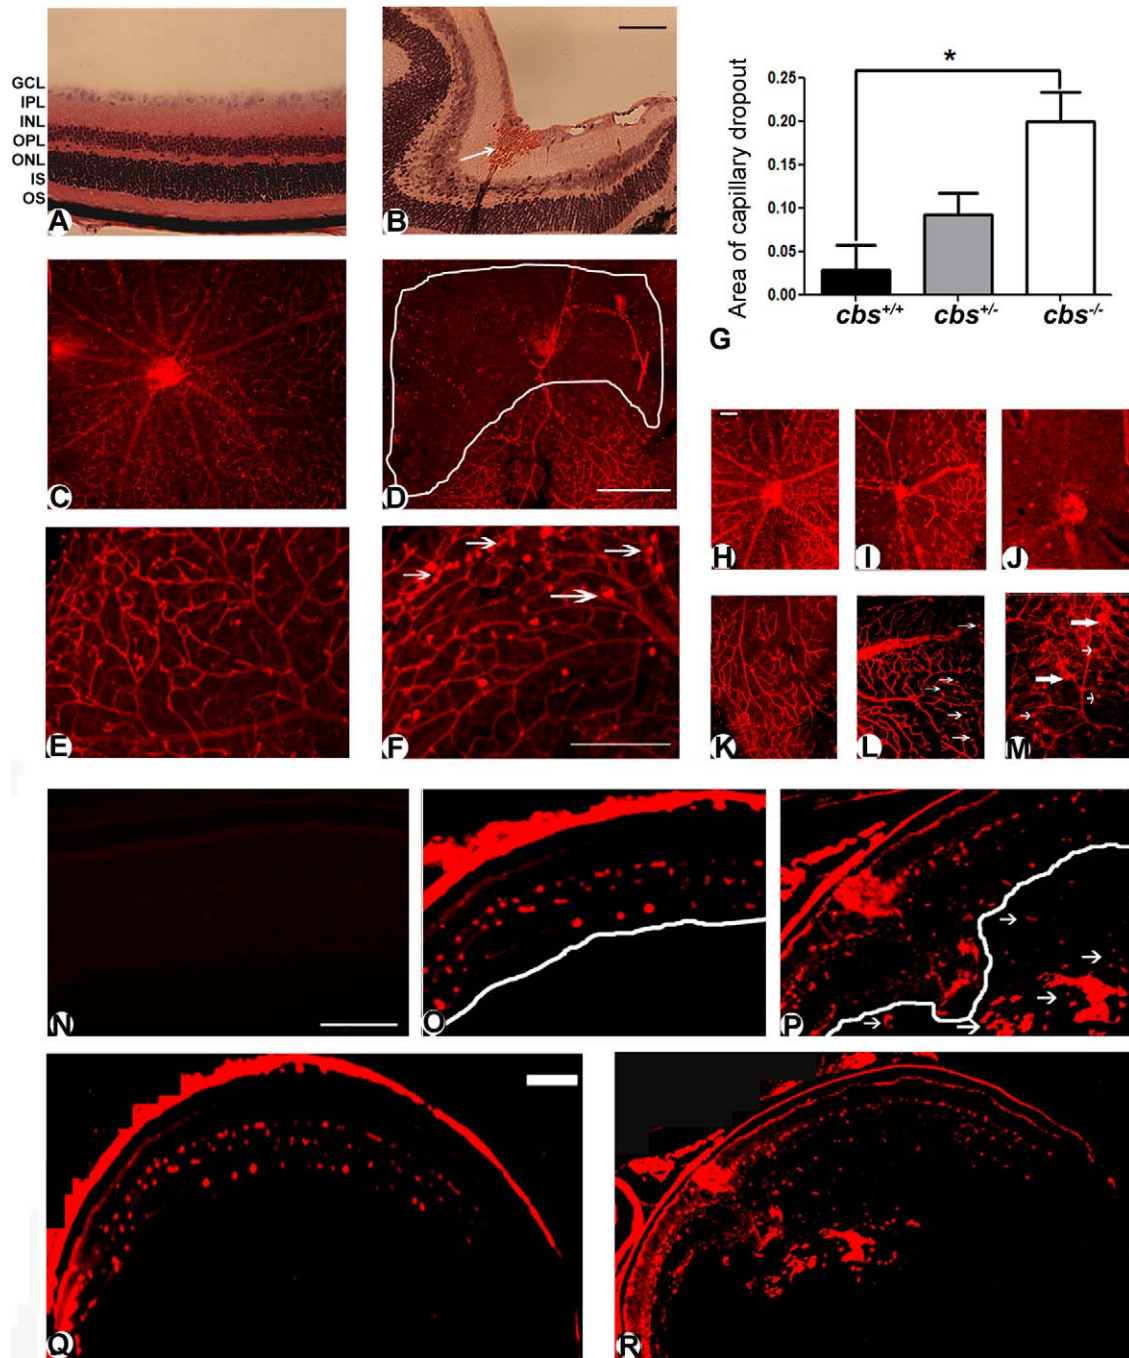 GCL
IPL
INL
OPL
ONL
IS
OS
A
B
Area of capillary dropout
0.25
0.20
0.15
0.10
0.05
0.00
*
cbs+/+
cbs+/-
cbs-/-
G
C
D
H
I
J
E
F
K
L
M
N
O
P
Q
R